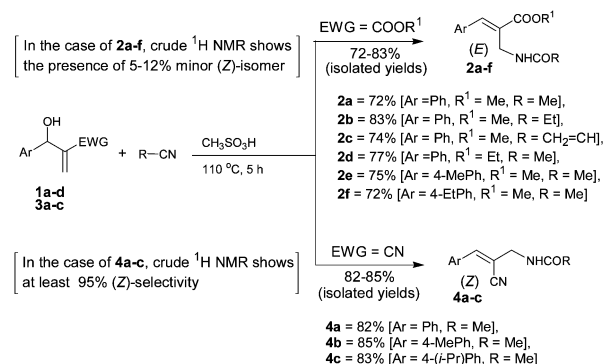 EWG = COOR¹
72-83%
(isolated yields)
Ar COOR¹
(E) NHCOR
2a-f
[ In the case of 2a-f, crude ¹H NMR shows
the presence of 5-12% minor (Z)-isomer ]
2a = 72% [Ar =Ph, R¹ = Me, R = Me],
2b = 83% [Ar = Ph, R¹ = Me, R = Et],
2c = 74% [Ar = Ph, R¹ = Me, R = CH₂=CH],
2d = 77% [Ar =Ph, R¹ = Et, R = Me],
2e = 75% [Ar = 4-MePh, R¹ = Me, R = Me],
2f = 72% [Ar = 4-EtPh, R¹ = Me, R = Me]
OH
Ar EWG + R–CN
CH₃SO₃H
110 °C, 5 h
1a-d
3a-c
[ In the case of 4a-c, crude ¹H NMR shows
at least 95% (Z)-selectivity ]
EWG = CN
82-85%
(isolated yields)
Ar NHCOR
(Z) CN
4a-c
4a = 82% [Ar = Ph, R = Me],
4b = 85% [Ar = 4-MePh, R = Me],
4c = 83% [Ar = 4-(i-Pr)Ph, R = Me]